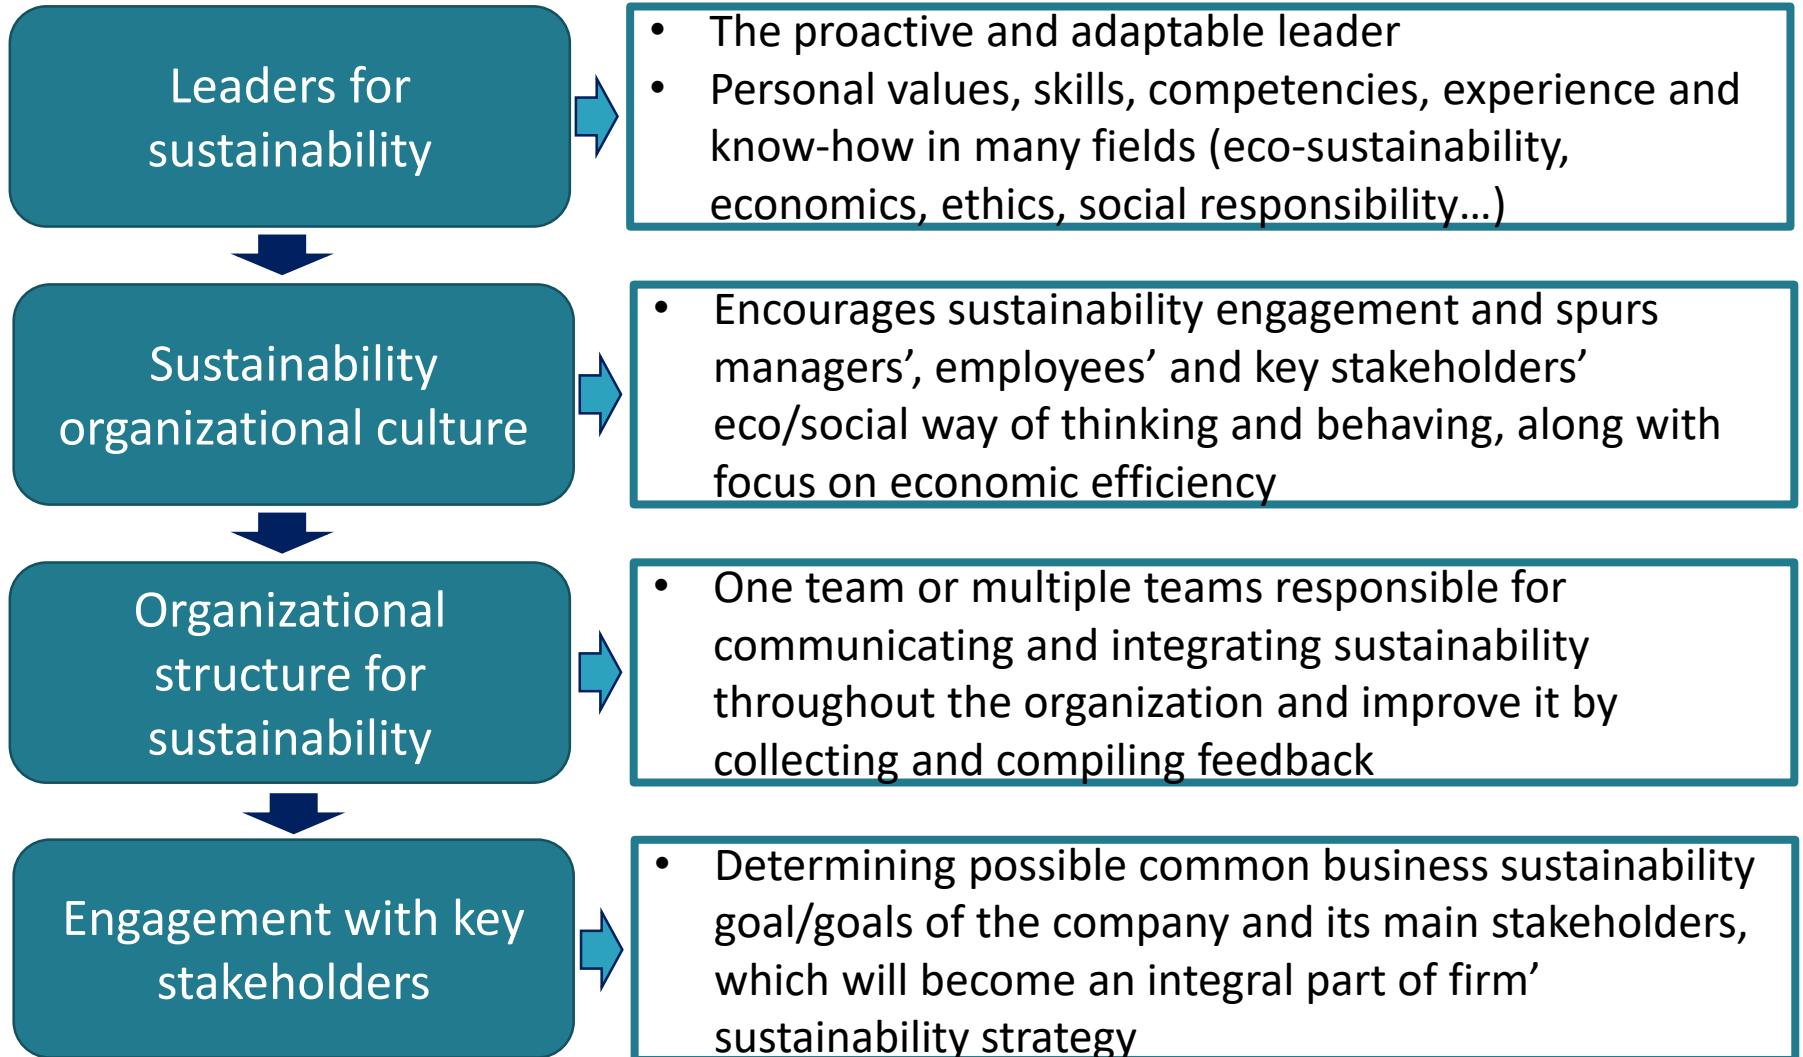 Leaders for
sustainability
• The proactive and adaptable leader
• Personal values, skills, competencies, experience and
know-how in many fields (eco-sustainability,
economics, ethics, social responsibility…)
Sustainability
organizational culture
• Encourages sustainability engagement and spurs
managers’, employees’ and key stakeholders’
eco/social way of thinking and behaving, along with
focus on economic efficiency
Organizational
structure for
sustainability
• One team or multiple teams responsible for
communicating and integrating sustainability
throughout the organization and improve it by
collecting and compiling feedback
Engagement with key
stakeholders
• Determining possible common business sustainability
goal/goals of the company and its main stakeholders,
which will become an integral part of firm’
sustainability strategy